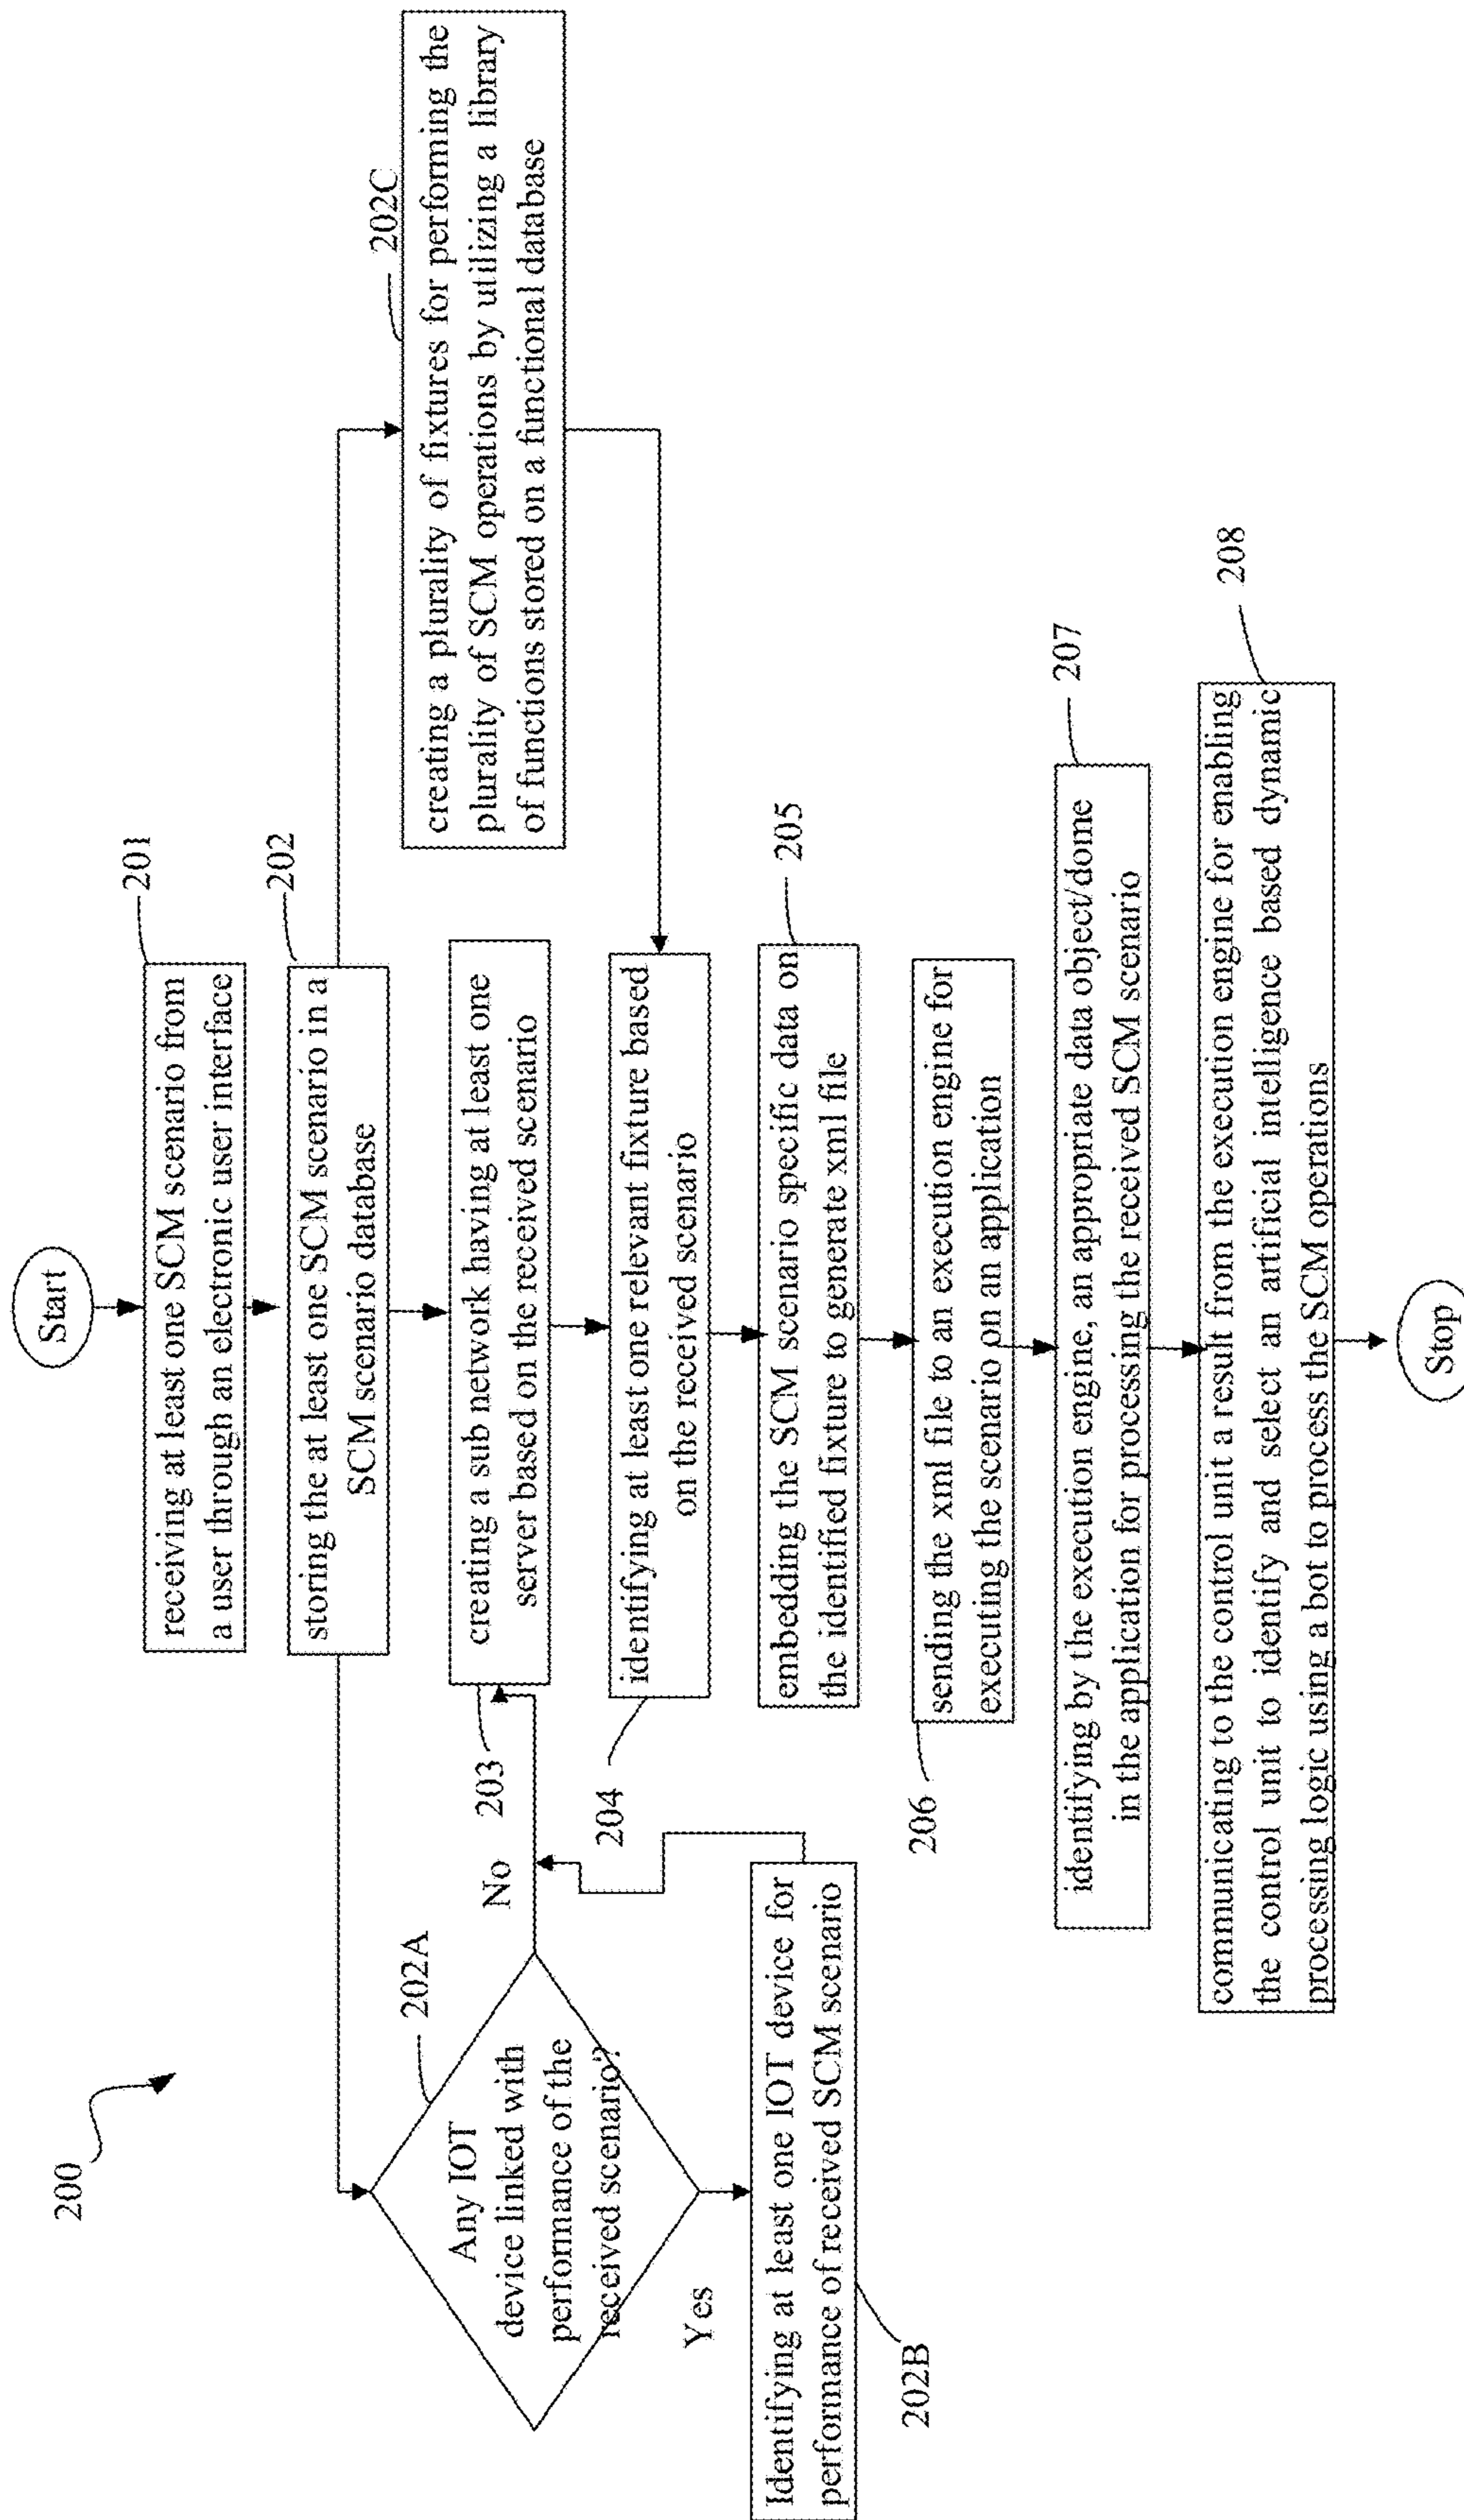 200
Start
receiving at least one SCM scenario from
a user through an electronic user interface
201
storing the at least one SCM scenario in a
SCM scenario database
202
Any IOT
device linked with
performance of the
received scenario?
202A
No
Yes
Identifying at least one IOT device for
performance of received SCM scenario
202B
creating a plurality of fixtures for performing the
plurality of SCM operations by utilizing a library
of functions stored on a functional database
202C
creating a sub network having at least one
server based on the received scenario
203
identifying at least one relevant fixture based
on the received scenario
204
embedding the SCM scenario specific data on
the identified fixture to generate xml file
205
sending the xml file to an execution engine for
executing the scenario on an application
206
identifying by the execution engine, an appropriate data object/dome
in the application for processing the received SCM scenario
207
communicating to the control unit a result from the execution engine for enabling
the control unit to identify and select an artificial intelligence based dynamic
processing logic using a bot to process the SCM operations
208
Stop